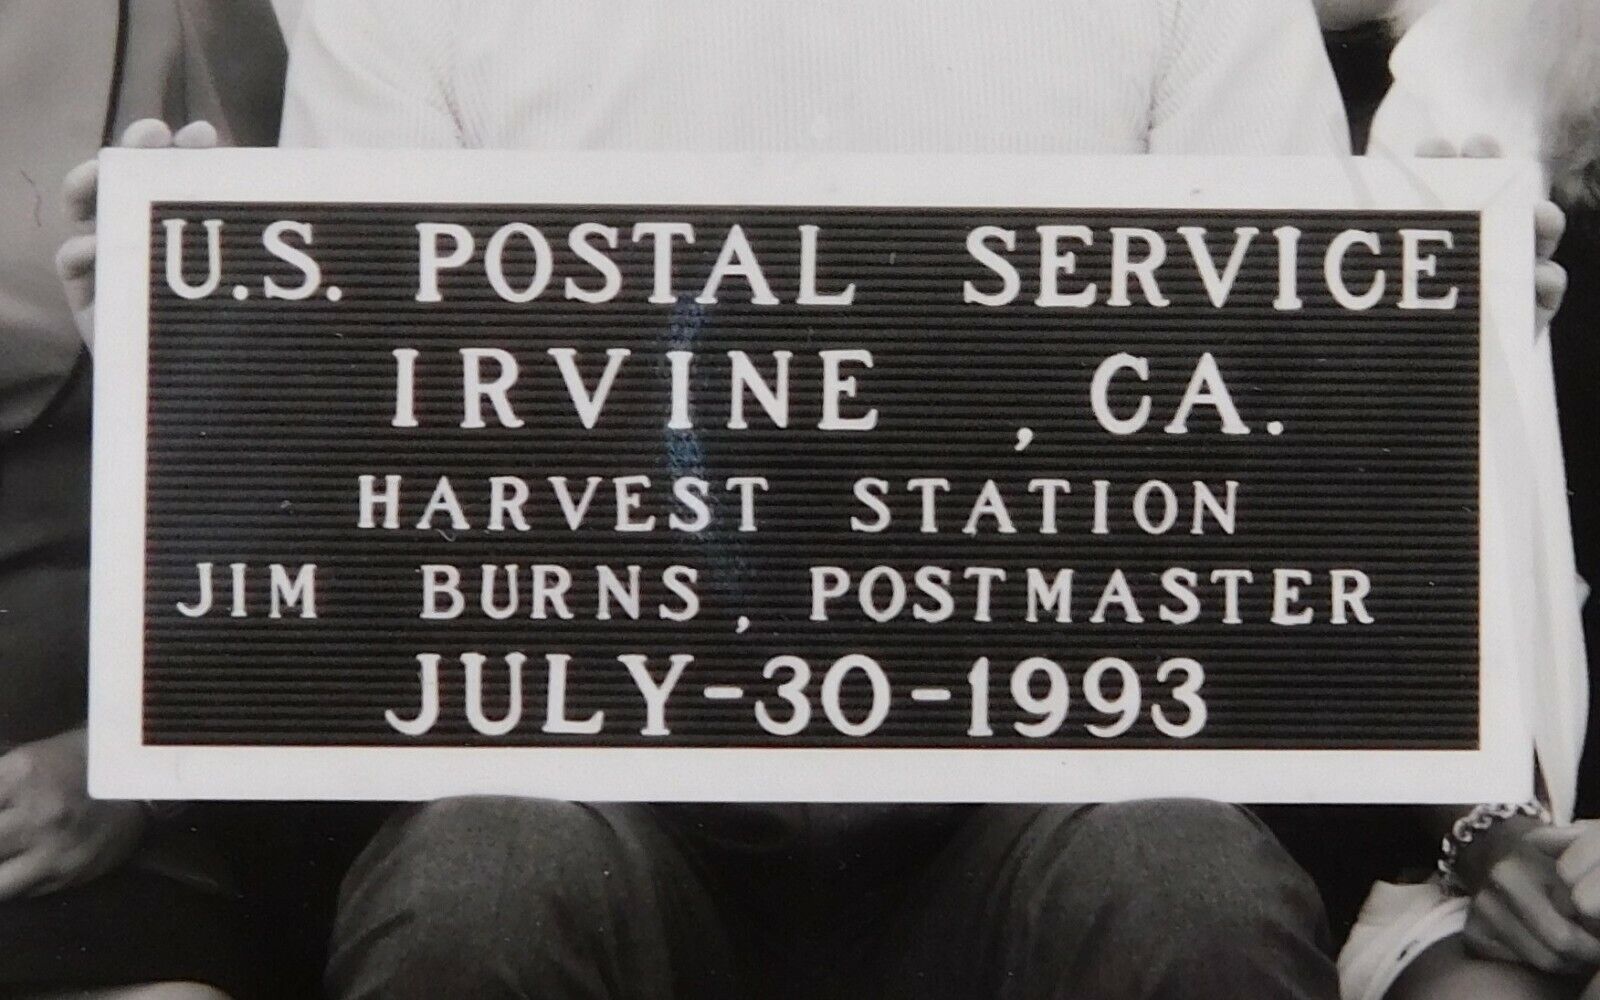 U.S. POSTAL SERVICE
IRVINE , CA.
HARVEST STATION
JIM BURNS, POSTMASTER
JULY-30-1993